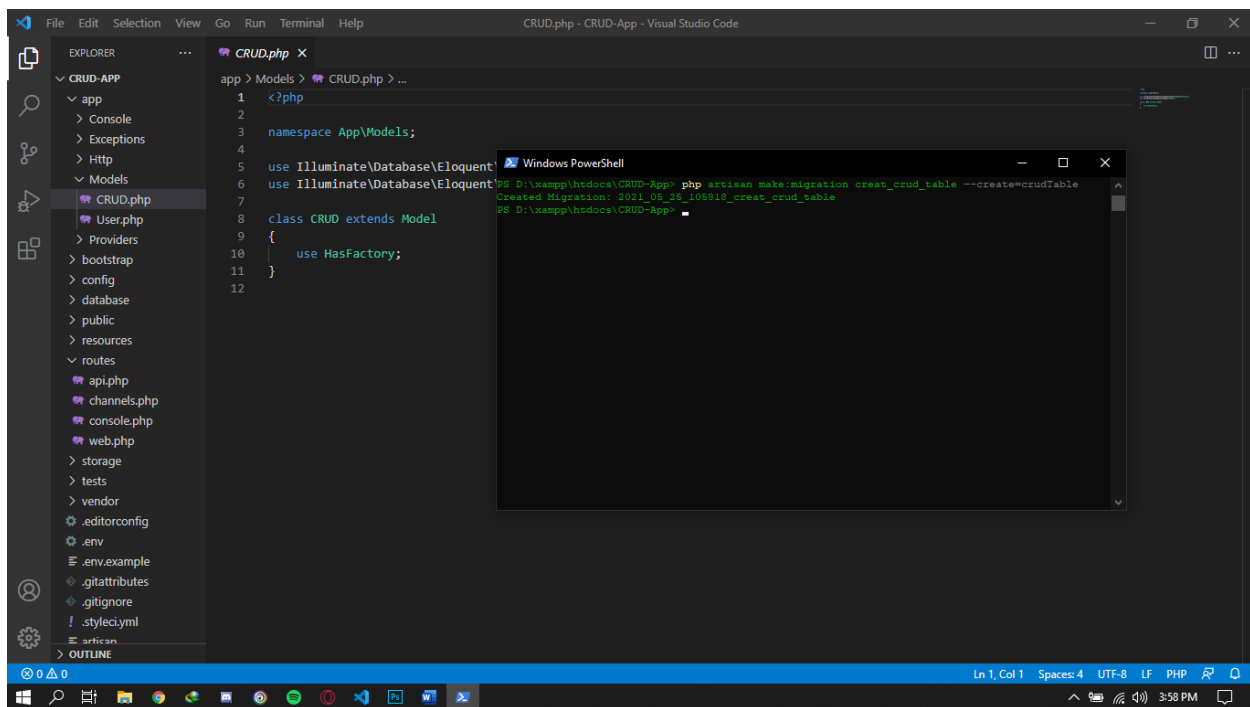 File Edit Selection View Go Run Terminal Help CRUD.php - CRUD-App - Visual Studio Code
EXPLORER ...
CRUD-APP
app
Console
Exceptions
Http
Models
CRUD.php
User.php
Providers
bootstrap
config
database
public
resources
routes
api.php
channels.php
console.php
web.php
storage
tests
vendor
.editorconfig
.env
.env.example
.gitattributes
.gitignore
.styleci.yml
artisan
OUTLINE
CRUD.php
app > Models > CRUD.php > ...
1 <?php
2
3 namespace App\Models;
4
5 use Illuminate\Database\Eloquent\
6 use Illuminate\Database\Eloquent\
7
8 class CRUD extends Model
9 {
10 use HasFactory;
11 }
12
Windows PowerShell
PS D:\xampp\htdocs\CRUD-App> php artisan make:migration creat_crud_table --create=crudTable
Created Migration: 2021_05_25_105818_creat_crud_table
PS D:\xampp\htdocs\CRUD-App>
0 0 Ln 1, Col 1 Spaces: 4 UTF-8 LF PHP
Ps W 3:58 PM